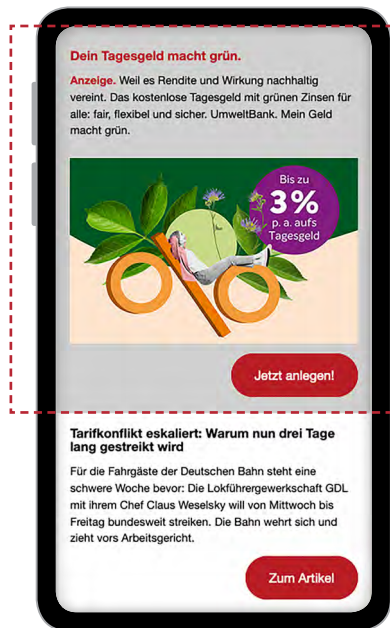 Dein Tagesgeld macht grün.
Anzeige. Weil es Rendite und Wirkung nachhaltig
vereint. Das kostenlose Tagesgeld mit grünen Zinsen für
alle: fair, flexibel und sicher. UmweltBank. Mein Geld
macht grün.
Bis zu
3%
p. a. aufs
Tagesgeld
Jetzt anlegen!
Tarifkonflikt eskaliert: Warum nun drei Tage
lang gestreikt wird
Für die Fahrgäste der Deutschen Bahn steht eine
schwere Woche bevor: Die Lokführergewerkschaft GDL
mit ihrem Chef Claus Weselsky will von Mittwoch bis
Freitag bundesweit streiken. Die Bahn wehrt sich und
zieht vors Arbeitsgericht.
Zum Artikel